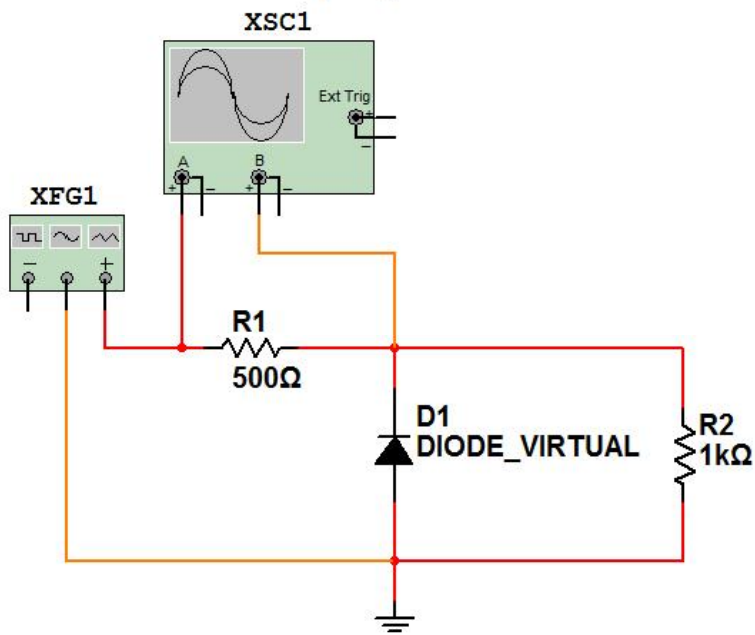 XSC1
Ext Trig
+
−
A
B
+ − + −
XFG1
− +
R1
500Ω
D1
DIODE_VIRTUAL
R2
1kΩ